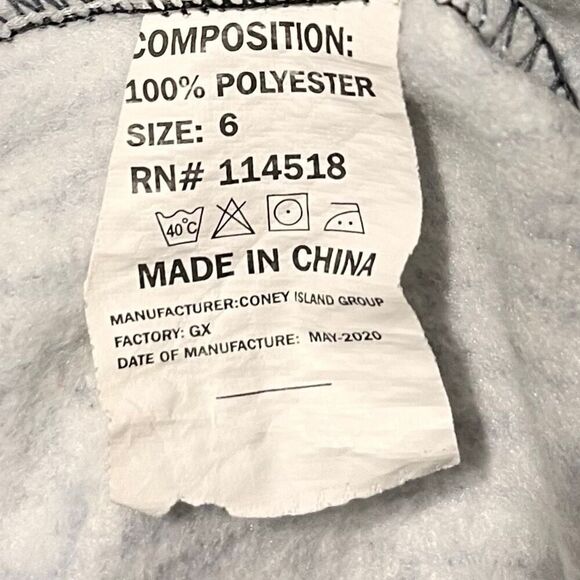 COMPOSITION:
100% POLYESTER
SIZE: 6
RN# 114518
40°C
MADE IN CHINA
MANUFACTURER:CONEY ISLAND GROUP
FACTORY: GX
DATE OF MANUFACTURE: MAY-2020